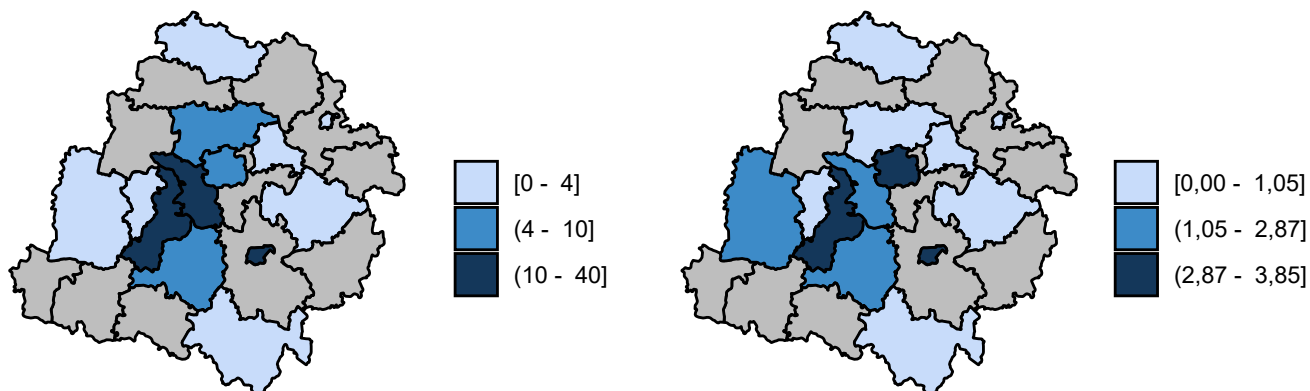 [0 - 4]
(4 - 10]
(10 - 40]
[0,00 - 1,05]
(1,05 - 2,87]
(2,87 - 3,85]